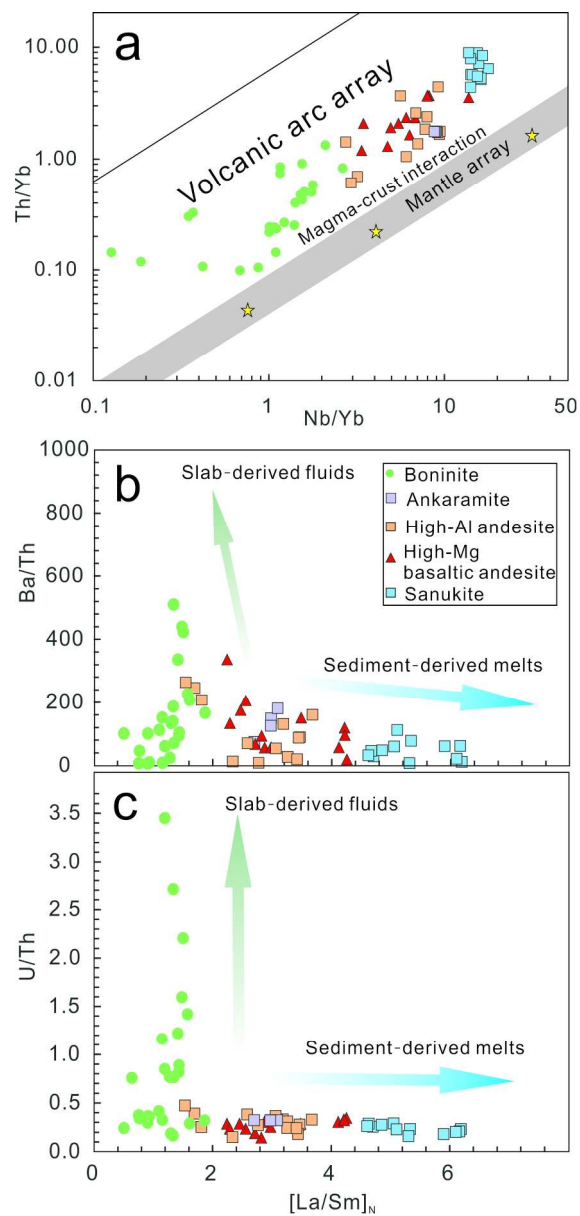 a
10.00
1.00
0.10
0.01
Th/Yb
Volcanic arc array
Magma-crust interaction
Mantle array
0.1
1
10
50
Nb/Yb
b
1000
800
600
400
200
0
Ba/Th
Slab-derived fluids
Sediment-derived melts
Boninite
Ankaramite
High-Al andesite
High-Mg
basaltic andesite
Sanukite
c
3.5
3.0
2.5
2.0
1.5
1.0
0.5
0.0
U/Th
Slab-derived fluids
Sediment-derived melts
0
2
4
6
[La/Sm]N